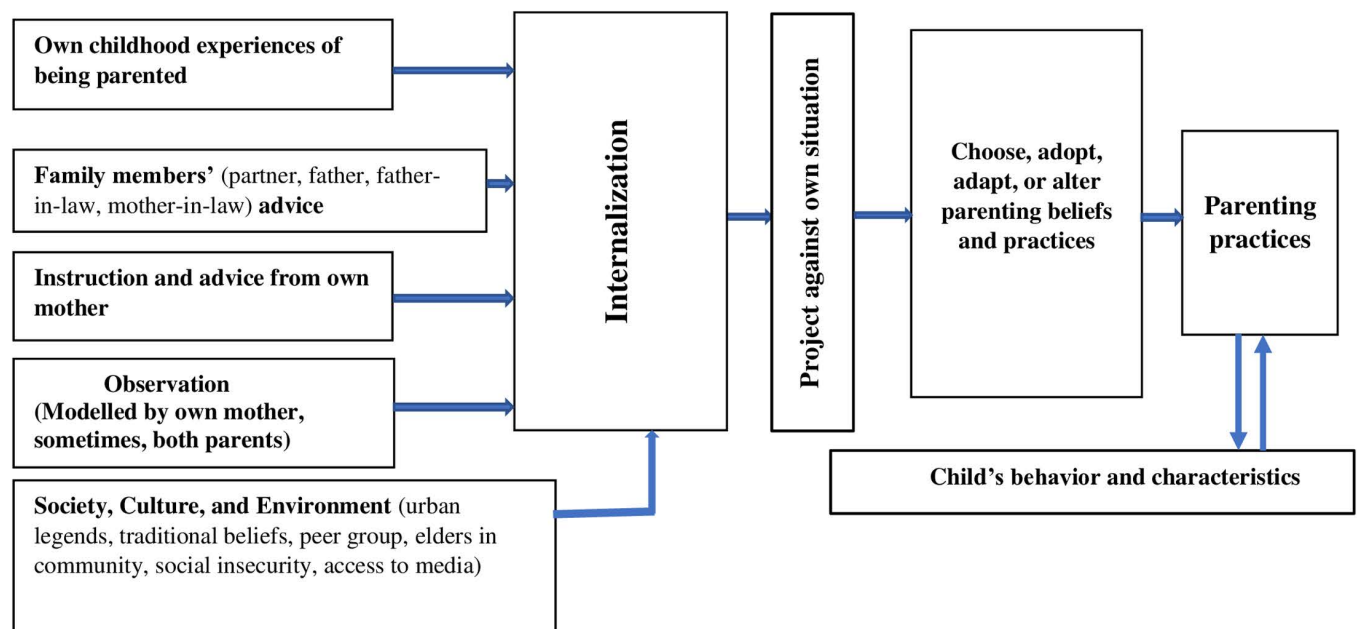 Own childhood experiences of
being parented
Family members’ (partner, father, father-
in-law, mother-in-law) advice
Instruction and advice from own
mother
Observation
(Modelled by own mother,
sometimes, both parents)
Society, Culture, and Environment (urban
legends, traditional beliefs, peer group, elders in
community, social insecurity, access to media)
Internalization
Project against own situation
Choose, adopt,
adapt, or alter
parenting beliefs
and practices
Parenting
practices
Child’s behavior and characteristics